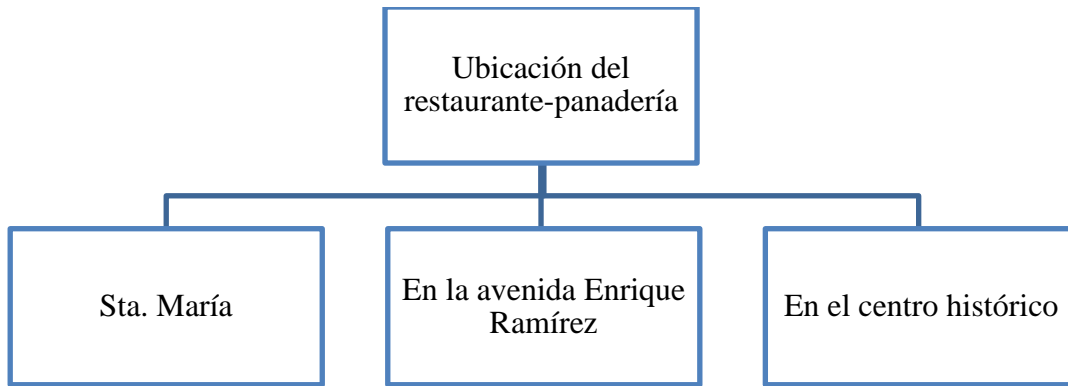 Ubicación del
restaurante-panadería
Sta. María
En la avenida Enrique
Ramírez
En el centro histórico